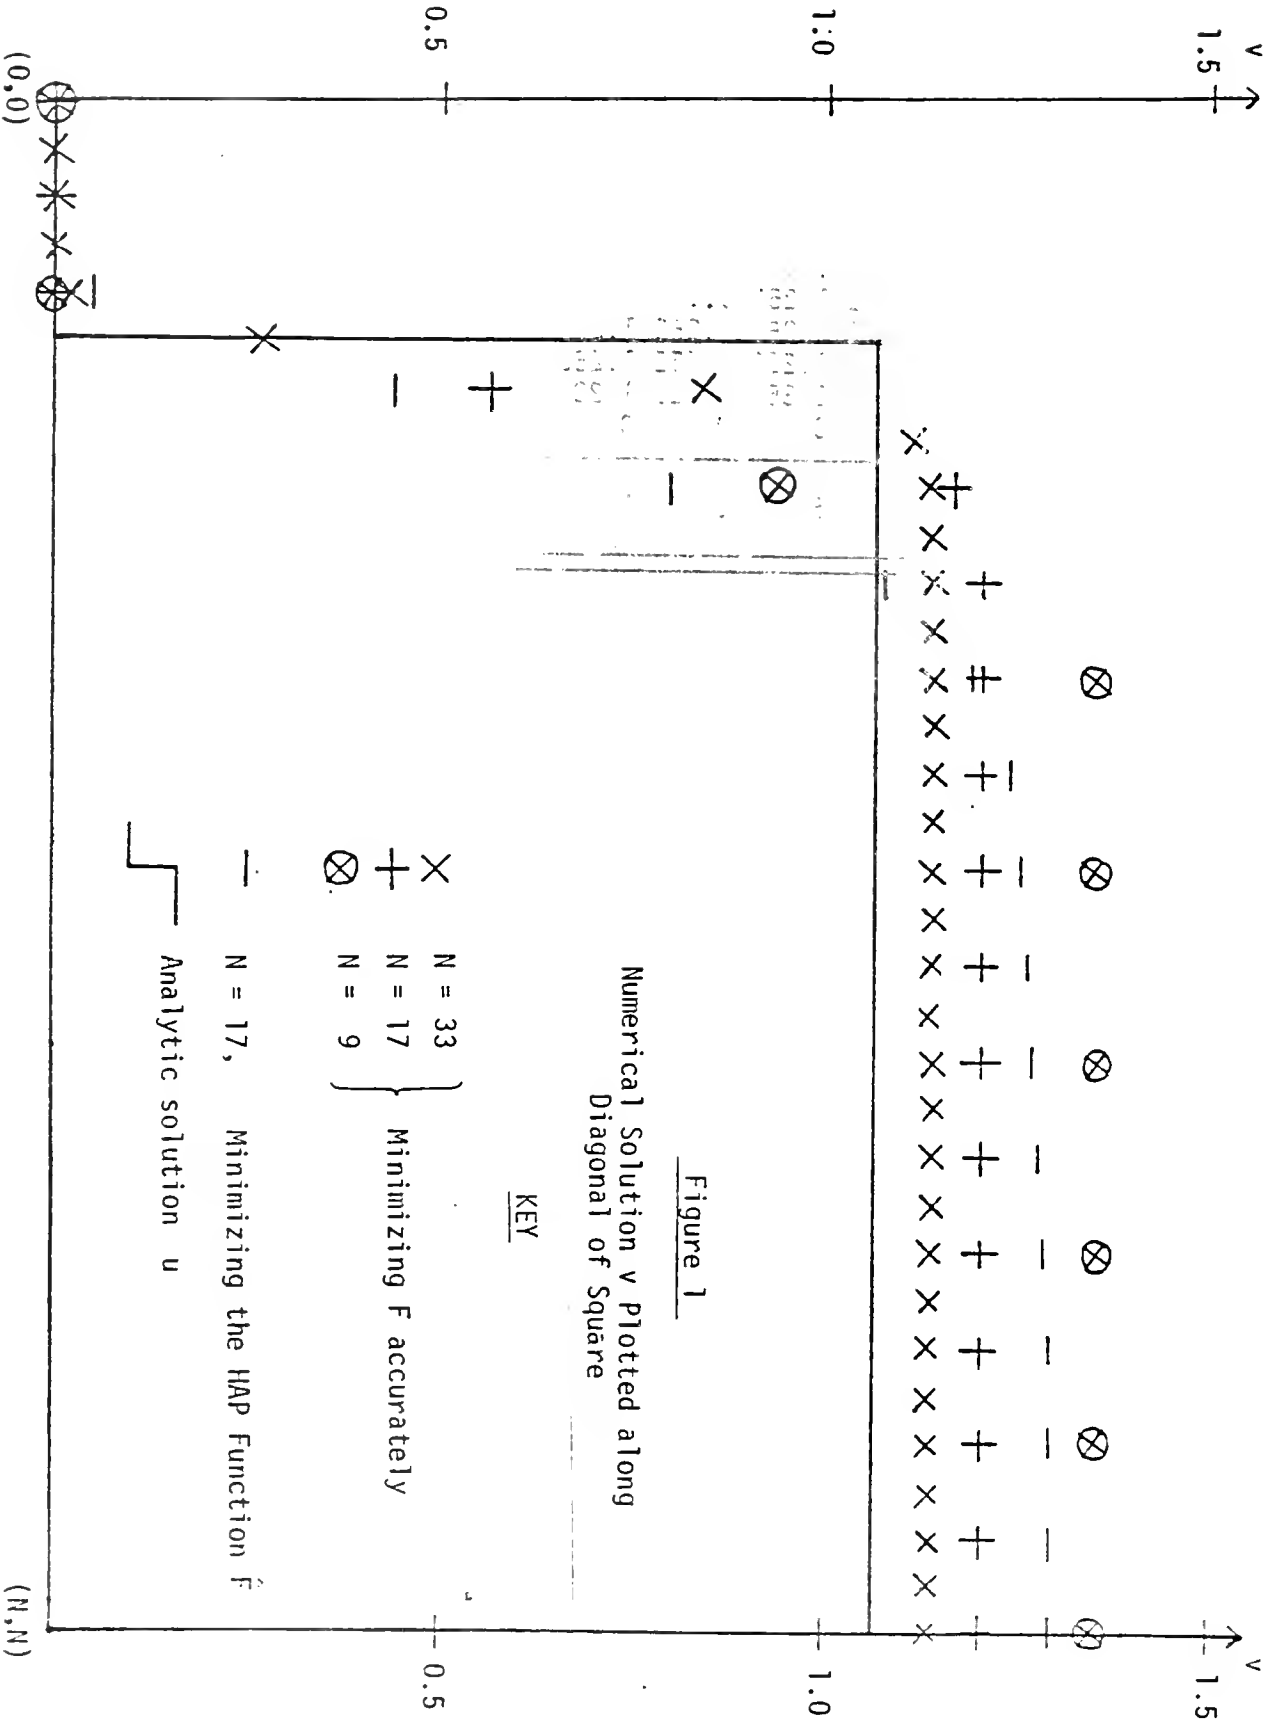 v
1.5
1.0
0.5
(0,0)
v
1.5
1.0
0.5
(N,N)
Figure 1
Numerical Solution v Plotted along
Diagonal of Square
KEY
× N = 33
+ N = 17
⊗ N = 9
Minimizing F accurately
— N = 17, Minimizing the HAP Function F̂
Analytic solution u